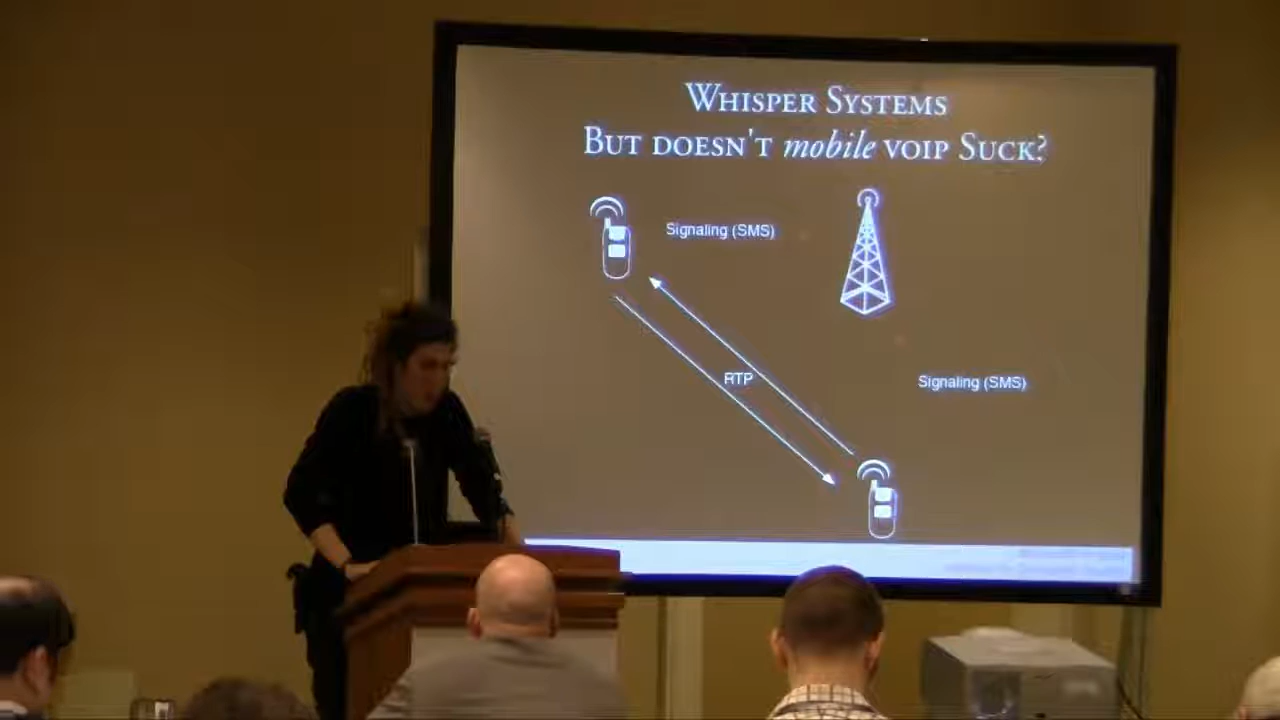 WHISPER SYSTEMS
BUT DOESN'T mobile VOIP SUCK?
Signaling (SMS)
RTP
Signaling (SMS)